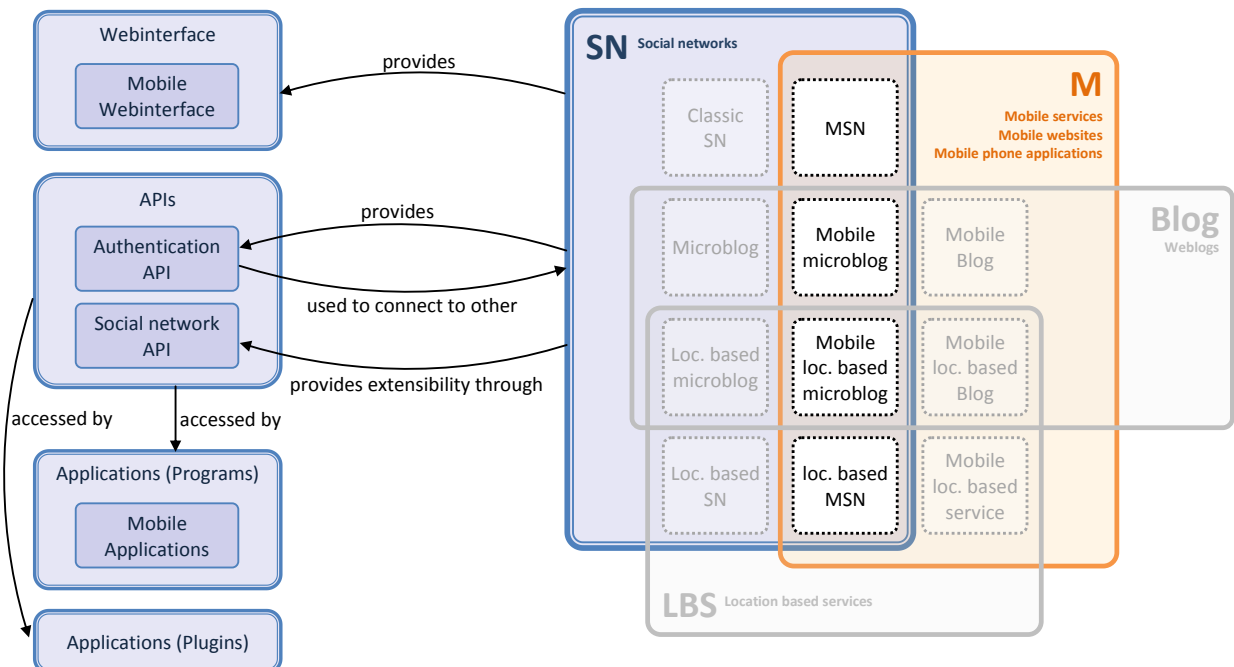 Webinterface
Mobile
Webinterface
provides
APIs
Authentication
API
Social network
API
provides
used to connect to other
provides extensibility through
accessed by
accessed by
Applications (Programs)
Mobile
Applications
Applications (Plugins)
SN Social networks
M
Mobile services
Mobile websites
Mobile phone applications
Classic
SN
MSN
Blog
Weblogs
Microblog
Mobile
microblog
Mobile
Blog
Loc. based
microblog
Mobile
loc. based
microblog
Mobile
loc. based
Blog
Loc. based
SN
loc. based
MSN
Mobile
loc. based
service
LBS Location based services